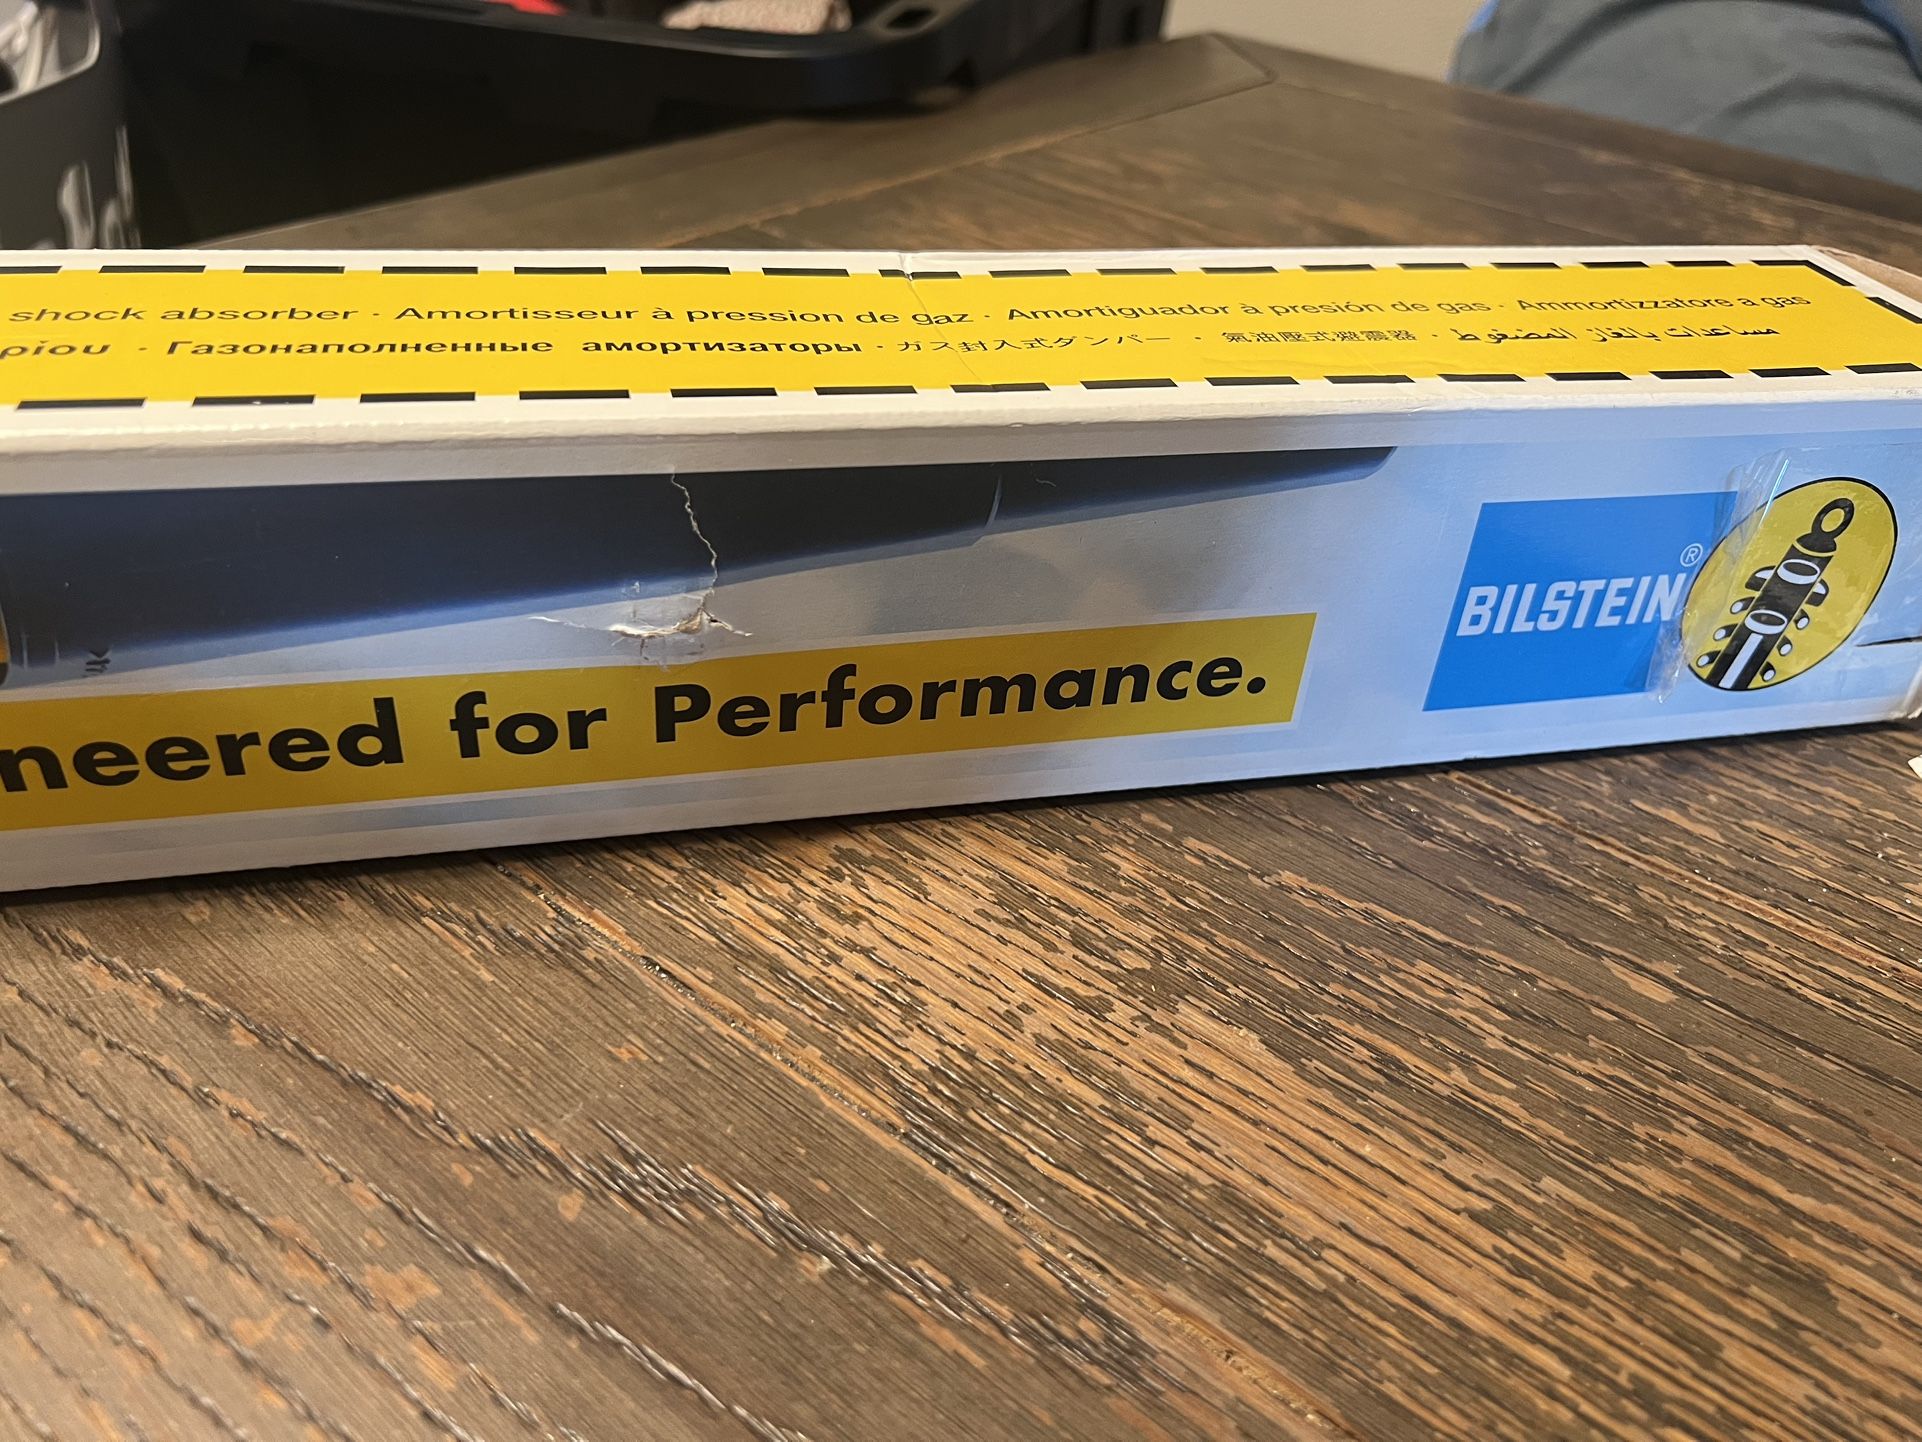 shock absorber · Amortisseur à pression de gaz · Amortiguador à presión de gas · Ammortizzatore a gas
ρίου · Газонаполненные амортизаторы · ガス封入式ダンパー · 氣油壓式避震器 · مساعدات بالغاز المضغوط
neered for Performance.
BILSTEIN®